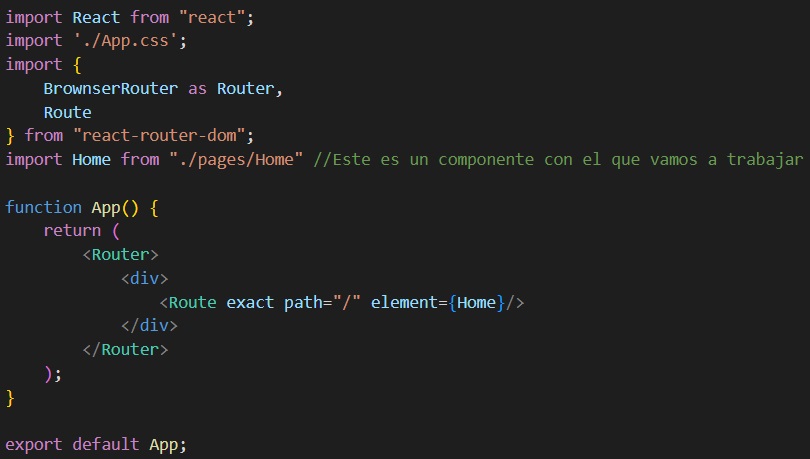 import React from "react";
import './App.css';
import {
    BrownserRouter as Router,
    Route
} from "react-router-dom";
import Home from "./pages/Home" //Este es un componente con el que vamos a trabajar

function App() {
    return (
        <Router>
            <div>
                <Route exact path="/" element={Home}/>
            </div>
        </Router>
    );
}

export default App;